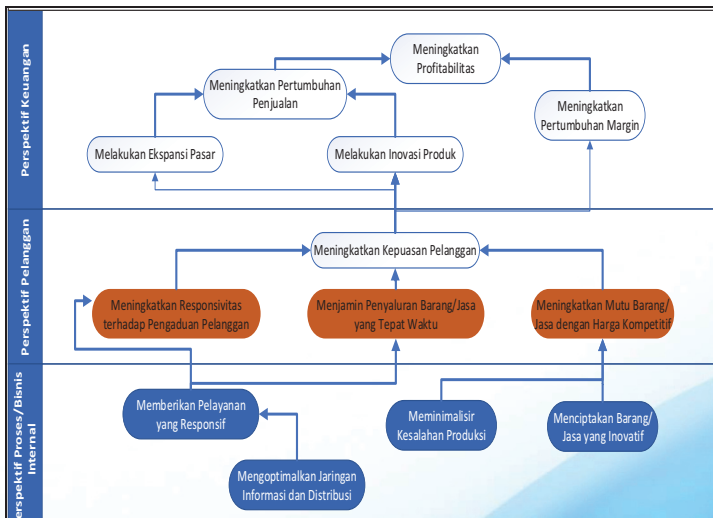 Perspektif Keuangan
Meningkatkan
Profitabilitas
Meningkatkan Pertumbuhan
Penjualan
Meningkatkan
Pertumbuhan Margin
Melakukan Ekspansi Pasar
Melakukan Inovasi Produk
Perspektif Pelanggan
Meningkatkan Kepuasan Pelanggan
Meningkatkan Responsivitas
terhadap Pengaduan Pelanggan
Menjamin Penyaluran Barang/Jasa
yang Tepat Waktu
Meningkatkan Mutu Barang/
Jasa dengan Harga Kompetitif
Perspektif Proses/Bisnis
Internal
Memberikan Pelayanan
yang Responsif
Meminimalisir
Kesalahan Produksi
Menciptakan Barang/
Jasa yang Inovatif
Mengoptimalkan Jaringan
Informasi dan Distribusi